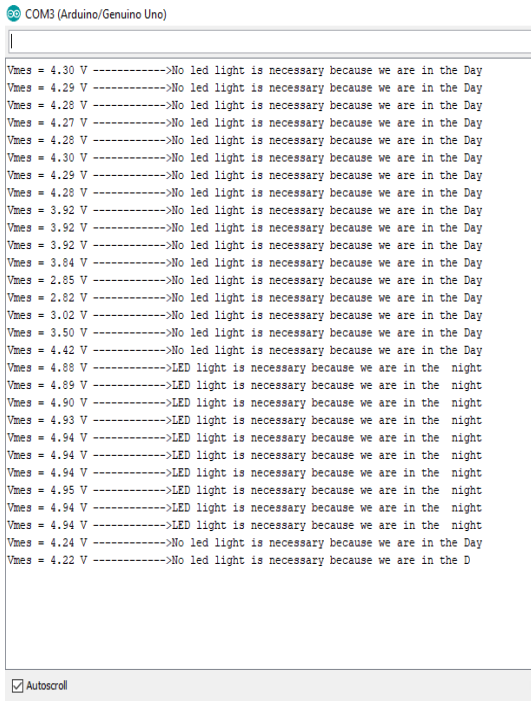 COM3 (Arduino/Genuino Uno)
Vmes = 4.30 V ------------>No led light is necessary because we are in the Day
Vmes = 4.29 V ------------>No led light is necessary because we are in the Day
Vmes = 4.28 V ------------>No led light is necessary because we are in the Day
Vmes = 4.27 V ------------>No led light is necessary because we are in the Day
Vmes = 4.28 V ------------>No led light is necessary because we are in the Day
Vmes = 4.30 V ------------>No led light is necessary because we are in the Day
Vmes = 4.29 V ------------>No led light is necessary because we are in the Day
Vmes = 4.28 V ------------>No led light is necessary because we are in the Day
Vmes = 3.92 V ------------>No led light is necessary because we are in the Day
Vmes = 3.92 V ------------>No led light is necessary because we are in the Day
Vmes = 3.92 V ------------>No led light is necessary because we are in the Day
Vmes = 3.84 V ------------>No led light is necessary because we are in the Day
Vmes = 2.85 V ------------>No led light is necessary because we are in the Day
Vmes = 2.82 V ------------>No led light is necessary because we are in the Day
Vmes = 3.02 V ------------>No led light is necessary because we are in the Day
Vmes = 3.50 V ------------>No led light is necessary because we are in the Day
Vmes = 4.42 V ------------>No led light is necessary because we are in the Day
Vmes = 4.88 V ------------>LED light is necessary because we are in the  night
Vmes = 4.89 V ------------>LED light is necessary because we are in the  night
Vmes = 4.90 V ------------>LED light is necessary because we are in the  night
Vmes = 4.93 V ------------>LED light is necessary because we are in the  night
Vmes = 4.94 V ------------>LED light is necessary because we are in the  night
Vmes = 4.94 V ------------>LED light is necessary because we are in the  night
Vmes = 4.94 V ------------>LED light is necessary because we are in the  night
Vmes = 4.95 V ------------>LED light is necessary because we are in the  night
Vmes = 4.94 V ------------>LED light is necessary because we are in the  night
Vmes = 4.94 V ------------>LED light is necessary because we are in the  night
Vmes = 4.24 V ------------>No led light is necessary because we are in the Day
Vmes = 4.22 V ------------>No led light is necessary because we are in the D
Autoscroll